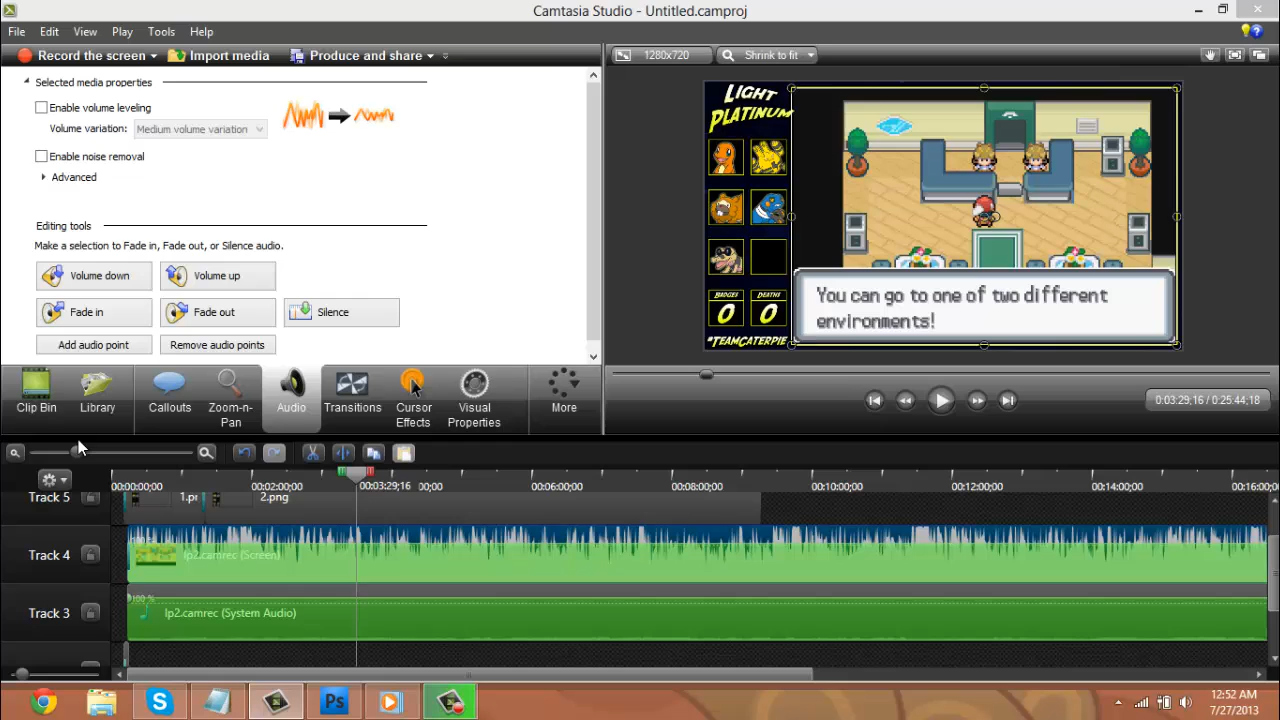 Camtasia Studio - Untitled.camproj
File Edit View Play Tools Help
Record the screen Import media Produce and share
1280x720 Shrink to fit
Selected media properties
Enable volume leveling
Volume variation: Medium volume variation
Enable noise removal
Advanced
Editing tools
Make a selection to Fade in, Fade out, or Silence audio.
Volume down Volume up
Fade in Fade out Silence
Add audio point Remove audio points
LIGHT
PLATINUM
BADGES DEATHS
0 0
#TEAMCATERPIE
You can go to one of two different
environments!
Clip Bin Library Callouts Zoom-n-Pan Audio Transitions Cursor Effects Visual Properties More
0:03:29;16 / 0:25:44;18
00:00:00;00 00:02:00;00 00:03:29;16 00;00 00:06:00;00 00:08:00;00 00:10:00;00 00:12:00;00 00:14:00;00 00:16:00;00
Track 5 1.pr 2.png
Track 4 lp2.camrec (Screen)
100 %
Track 3 lp2.camrec (System Audio)
Ps
12:52 AM
7/27/2013